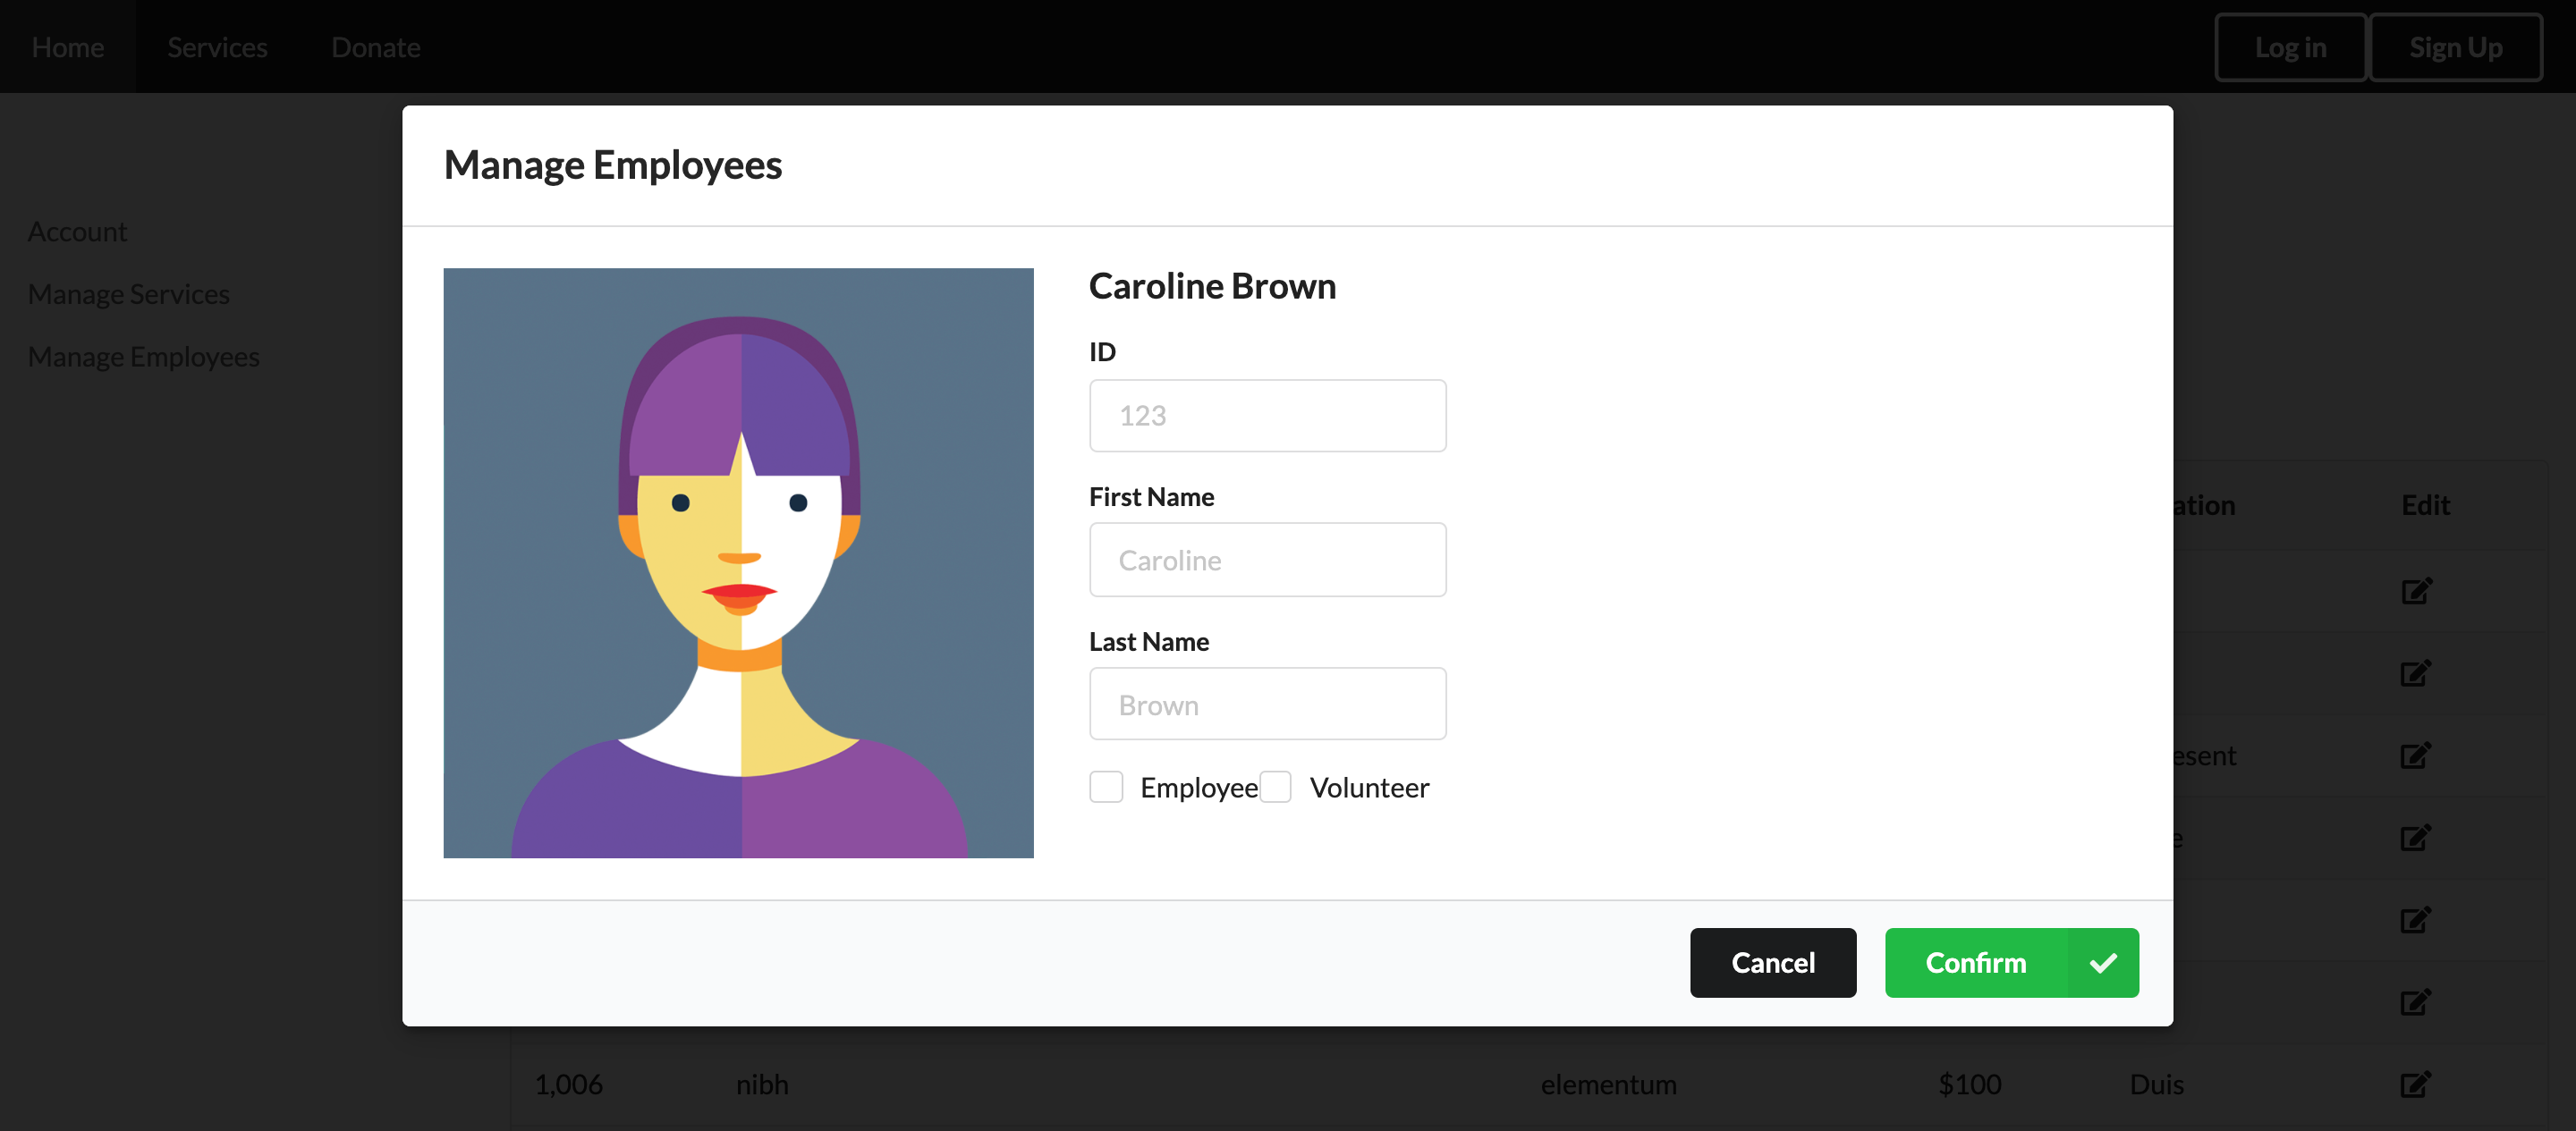 Home Services Donate Log in Sign Up
Manage Employees
Account
Manage Services
Manage Employees
Caroline Brown
ID
123
First Name
Caroline
Last Name
Brown
Employee Volunteer
Cancel Confirm
ation Edit
esent
e
1,006 nibh elementum $100 Duis